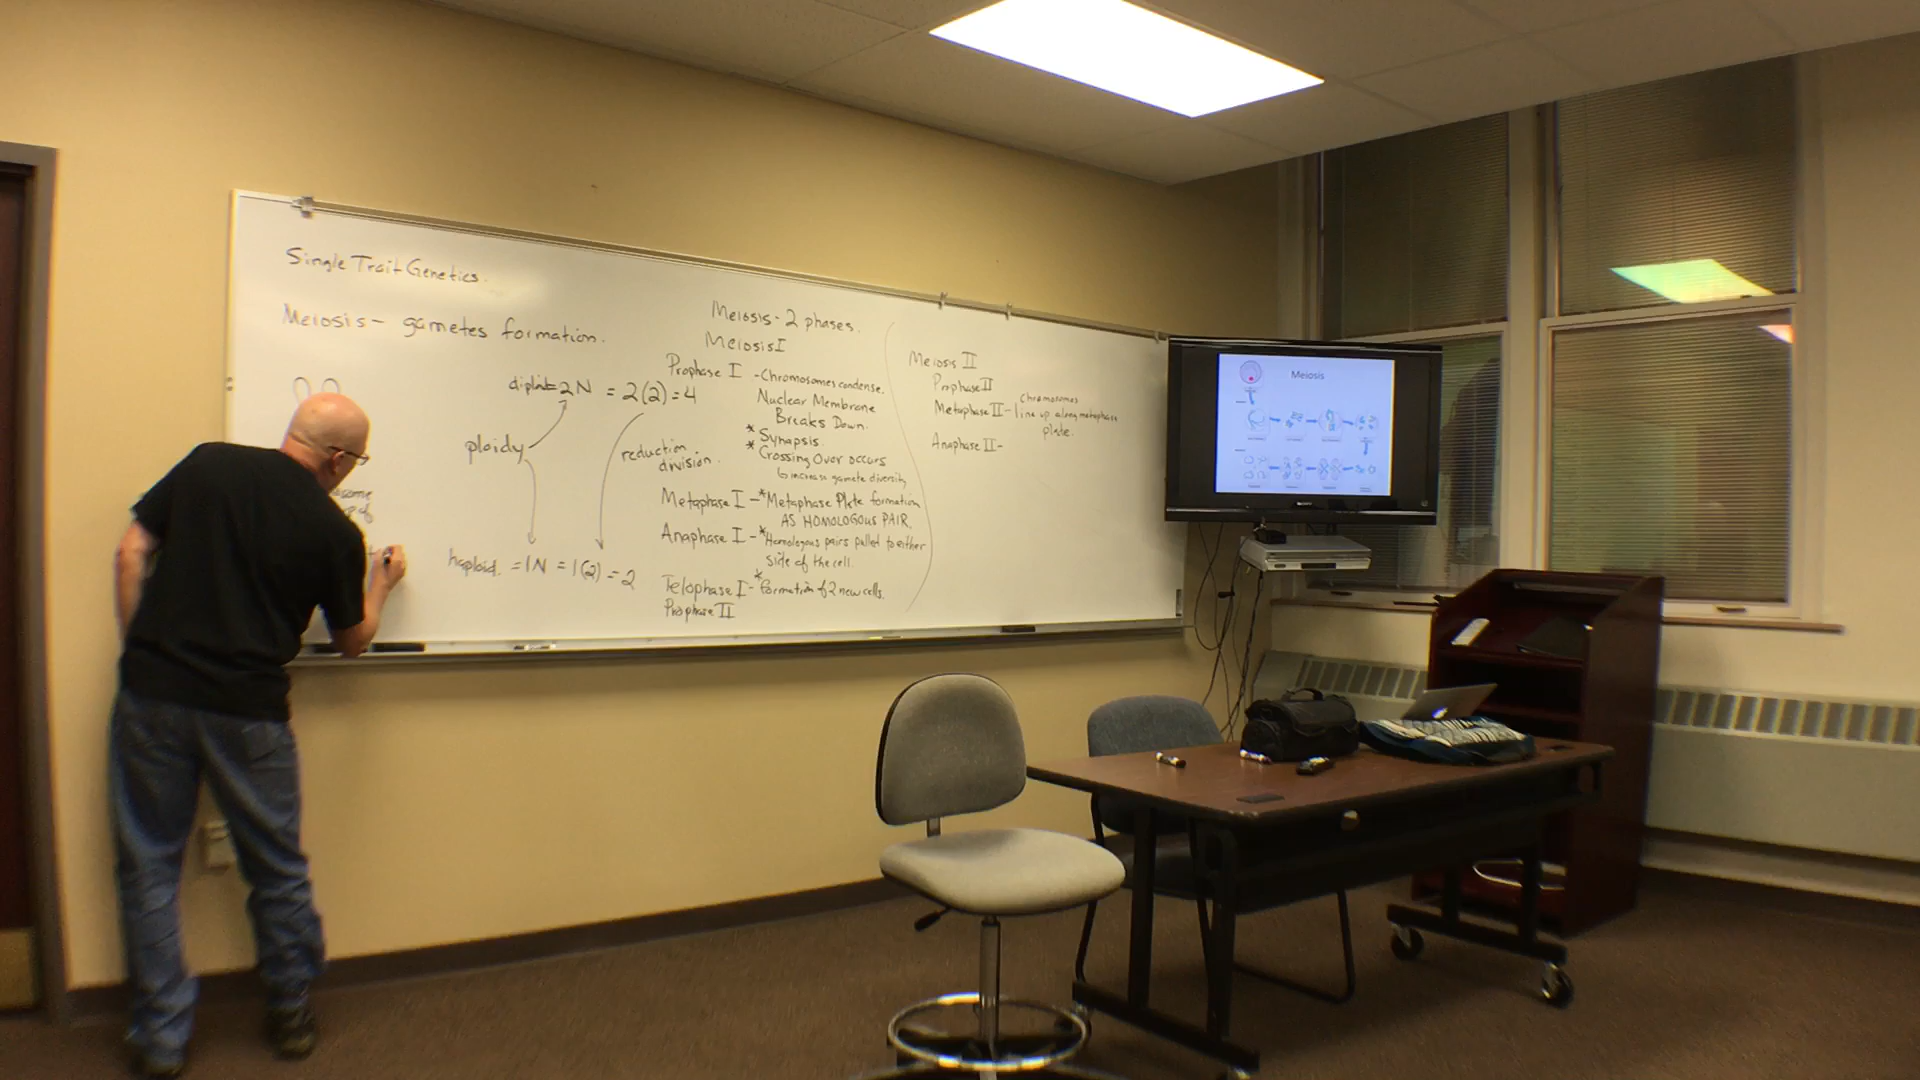 Single Trait Genetics.
Meiosis - gametes formation.
diploid = 2N = 2(2) = 4
ploidy
reduction
division.
haploid. = 1N = 1(2) = 2
Meiosis - 2 phases.
Meiosis I
Prophase I - Chromosomes condense.
Nuclear Membrane
Breaks Down.
* Synapsis.
* Crossing Over occurs
increase gamete diversity
Metaphase I - * Metaphase Plate formation
AS HOMOLOGOUS PAIR.
Anaphase I - * Homologous pairs pulled to either
side of the cell.
Telophase I - * formation of 2 new cells.
Prophase II
Meiosis II
Prophase II
Metaphase II - chromosomes
line up along metaphase
plate.
Anaphase II -
Meiosis